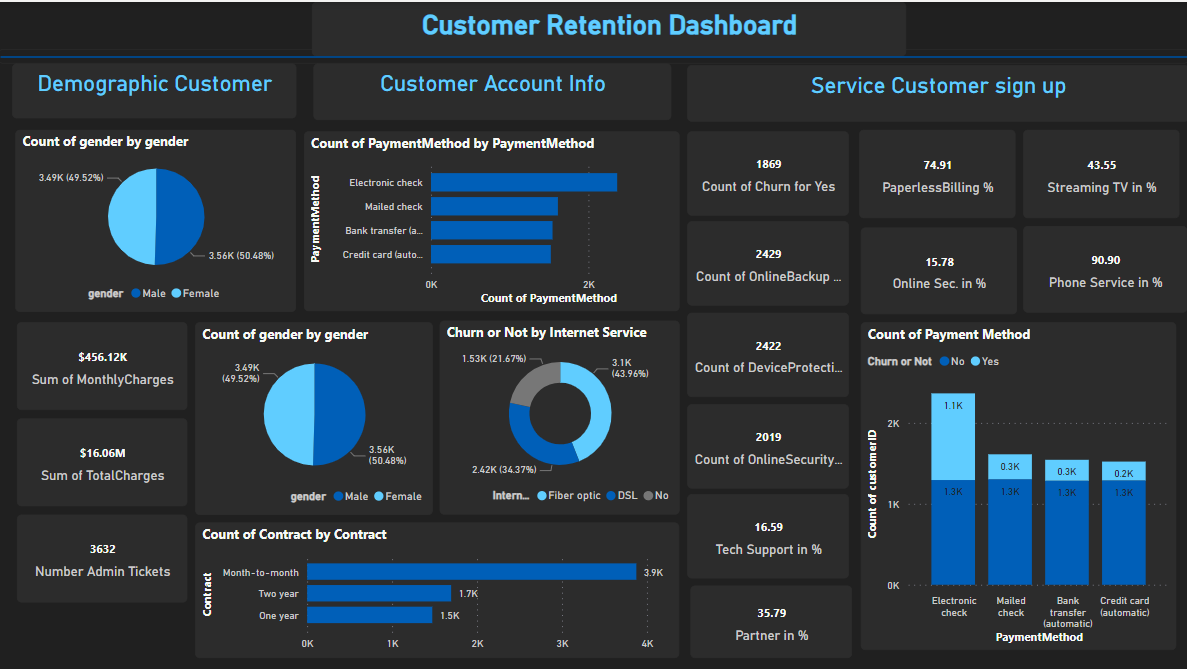 Customer Retention Dashboard
Demographic Customer
Customer Account Info
Service Customer sign up
Count of gender by gender
3.49K (49.52%)
3.56K (50.48%)
gender Male Female
Count of PaymentMethod by PaymentMethod
PaymentMethod
Electronic check
Mailed check
Bank transfer (a...
Credit card (auto...
0K 2K
Count of PaymentMethod
1869
Count of Churn for Yes
74.91
PaperlessBilling %
43.55
Streaming TV in %
2429
Count of OnlineBackup ...
15.78
Online Sec. in %
90.90
Phone Service in %
$456.12K
Sum of MonthlyCharges
$16.06M
Sum of TotalCharges
3632
Number Admin Tickets
Count of gender by gender
3.49K
(49.52%)
3.56K
(50.48%)
gender Male Female
Churn or Not by Internet Service
1.53K (21.67%)
3.1K
(43.96%)
2.42K (34.37%)
Intern... Fiber optic DSL No
2422
Count of DeviceProtecti...
2019
Count of OnlineSecurity...
16.59
Tech Support in %
35.79
Partner in %
Count of Contract by Contract
Contract
Month-to-month 3.9K
Two year 1.7K
One year 1.5K
0K 1K 2K 3K 4K
Count of Payment Method
Churn or Not No Yes
Count of customerID
2K
1K
0K
1.1K
0.3K
0.3K
0.2K
1.3K
1.3K
1.3K
1.3K
Electronic
check
Mailed
check
Bank
transfer
(automatic)
Credit card
(automatic)
PaymentMethod